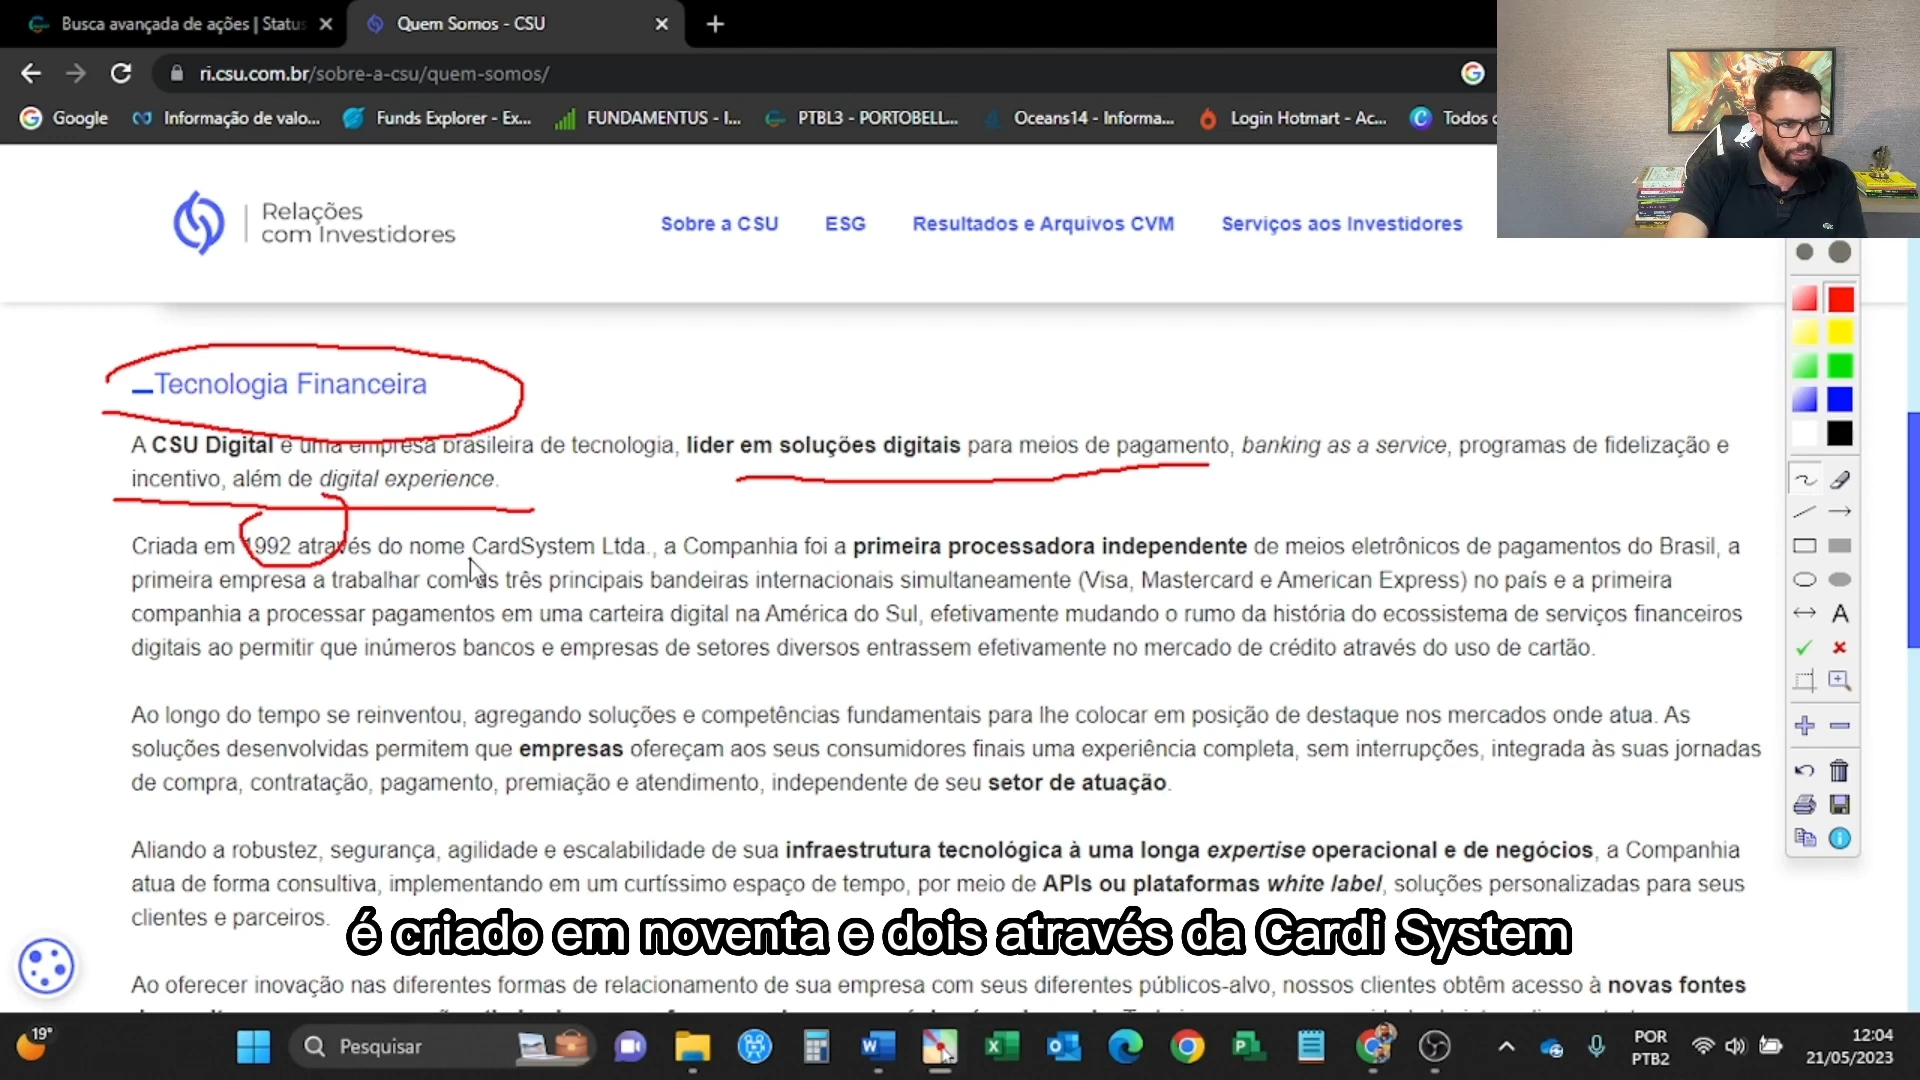 Busca avançada de ações | Status
Quem Somos - CSU
ri.csu.com.br/sobre-a-csu/quem-somos/
Google
Informação de valo...
Funds Explorer - Ex...
FUNDAMENTUS - I...
PTBL3 - PORTOBELL...
Oceans14 - Informa...
Login Hotmart - Ac...
Todos
Relações
com Investidores
Sobre a CSU
ESG
Resultados e Arquivos CVM
Serviços aos Investidores
Tecnologia Financeira
A CSU Digital é uma empresa brasileira de tecnologia, líder em soluções digitais para meios de pagamento, banking as a service, programas de fidelização e
incentivo, além de digital experience.
Criada em 1992 através do nome CardSystem Ltda., a Companhia foi a primeira processadora independente de meios eletrônicos de pagamentos do Brasil, a
primeira empresa a trabalhar com as três principais bandeiras internacionais simultaneamente (Visa, Mastercard e American Express) no país e a primeira
companhia a processar pagamentos em uma carteira digital na América do Sul, efetivamente mudando o rumo da história do ecossistema de serviços financeiros
digitais ao permitir que inúmeros bancos e empresas de setores diversos entrassem efetivamente no mercado de crédito através do uso de cartão.
Ao longo do tempo se reinventou, agregando soluções e competências fundamentais para lhe colocar em posição de destaque nos mercados onde atua. As
soluções desenvolvidas permitem que empresas ofereçam aos seus consumidores finais uma experiência completa, sem interrupções, integrada às suas jornadas
de compra, contratação, pagamento, premiação e atendimento, independente de seu setor de atuação.
Aliando a robustez, segurança, agilidade e escalabilidade de sua infraestrutura tecnológica à uma longa expertise operacional e de negócios, a Companhia
atua de forma consultiva, implementando em um curtíssimo espaço de tempo, por meio de APIs ou plataformas white label, soluções personalizadas para seus
clientes e parceiros.
é criado em noventa e dois através da Cardi System
Ao oferecer inovação nas diferentes formas de relacionamento de sua empresa com seus diferentes públicos-alvo, nossos clientes obtêm acesso à novas fontes
19°
Pesquisar
POR
PTB2
12:04
21/05/2023